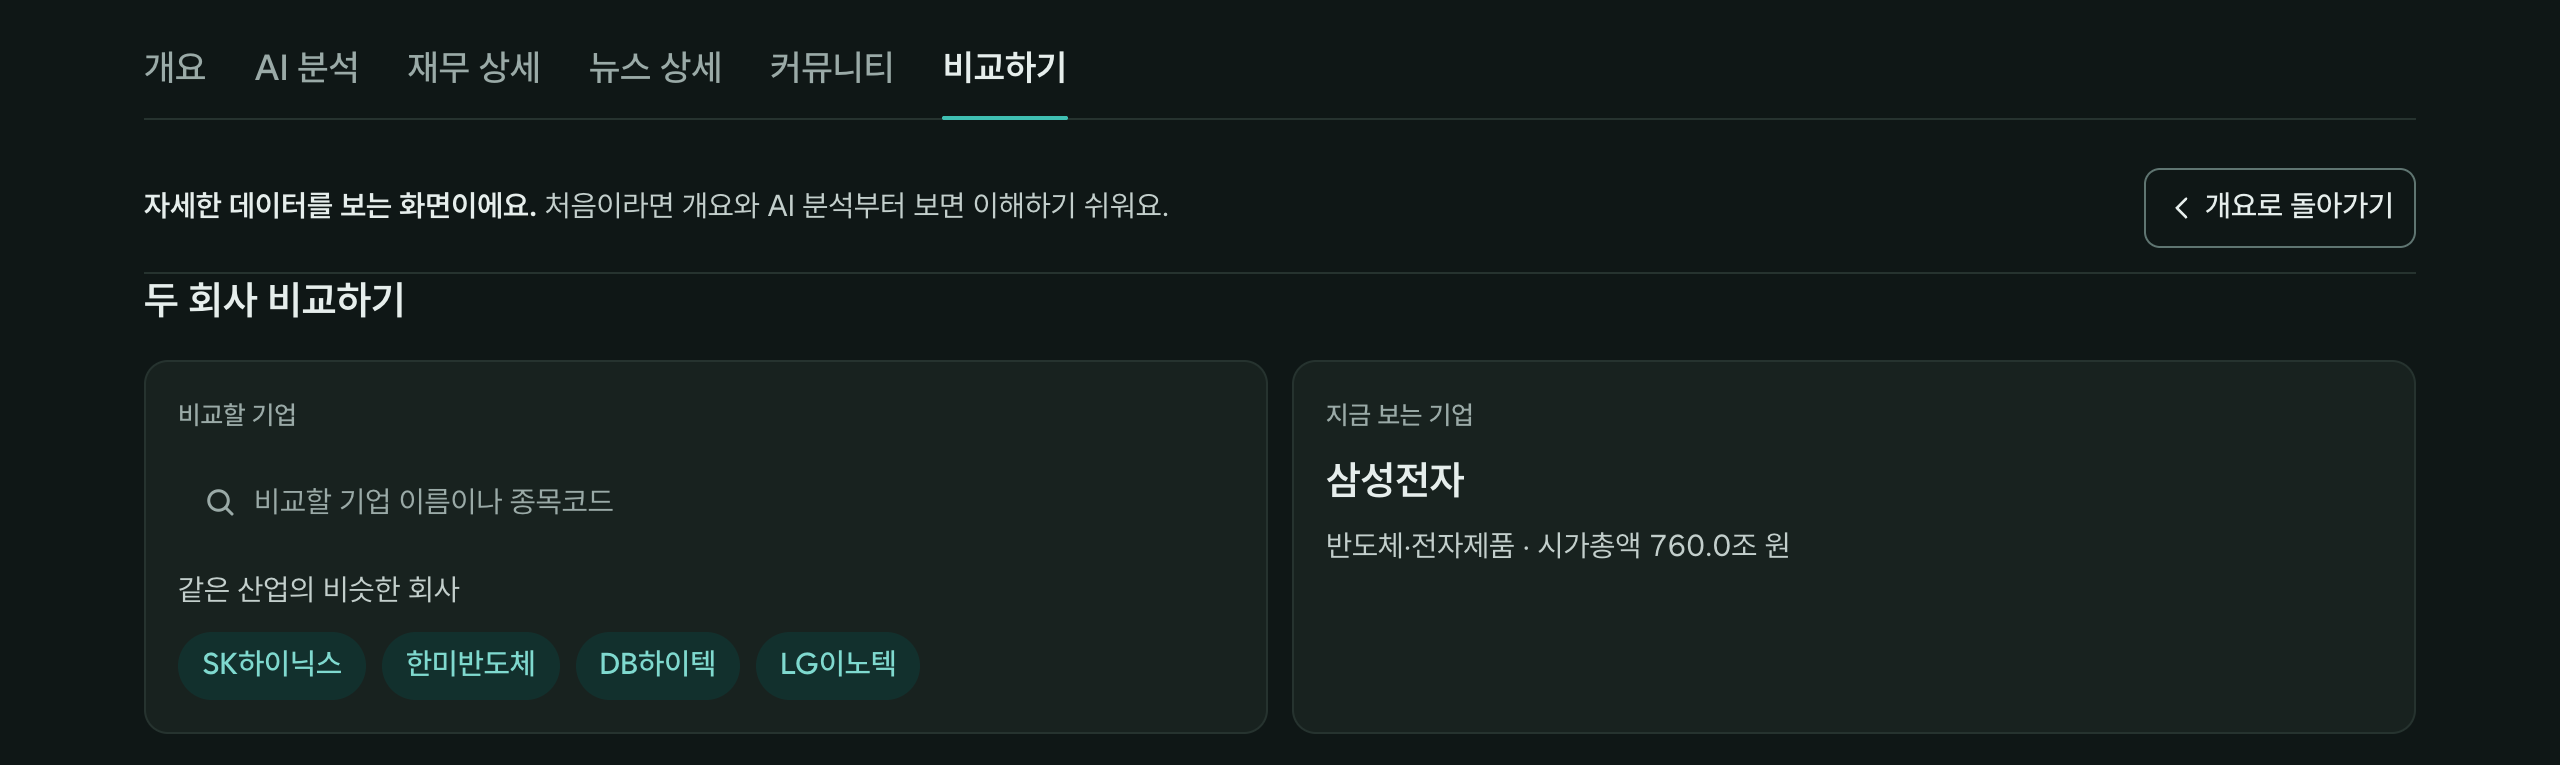 개요 AI 분석 재무 상세 뉴스 상세 커뮤니티 비교하기
자세한 데이터를 보는 화면이에요. 처음이라면 개요와 AI 분석부터 보면 이해하기 쉬워요.
개요로 돌아가기
두 회사 비교하기
비교할 기업
비교할 기업 이름이나 종목코드
같은 산업의 비슷한 회사
SK하이닉스 한미반도체 DB하이텍 LG이노텍
지금 보는 기업
삼성전자
반도체·전자제품 · 시가총액 760.0조 원